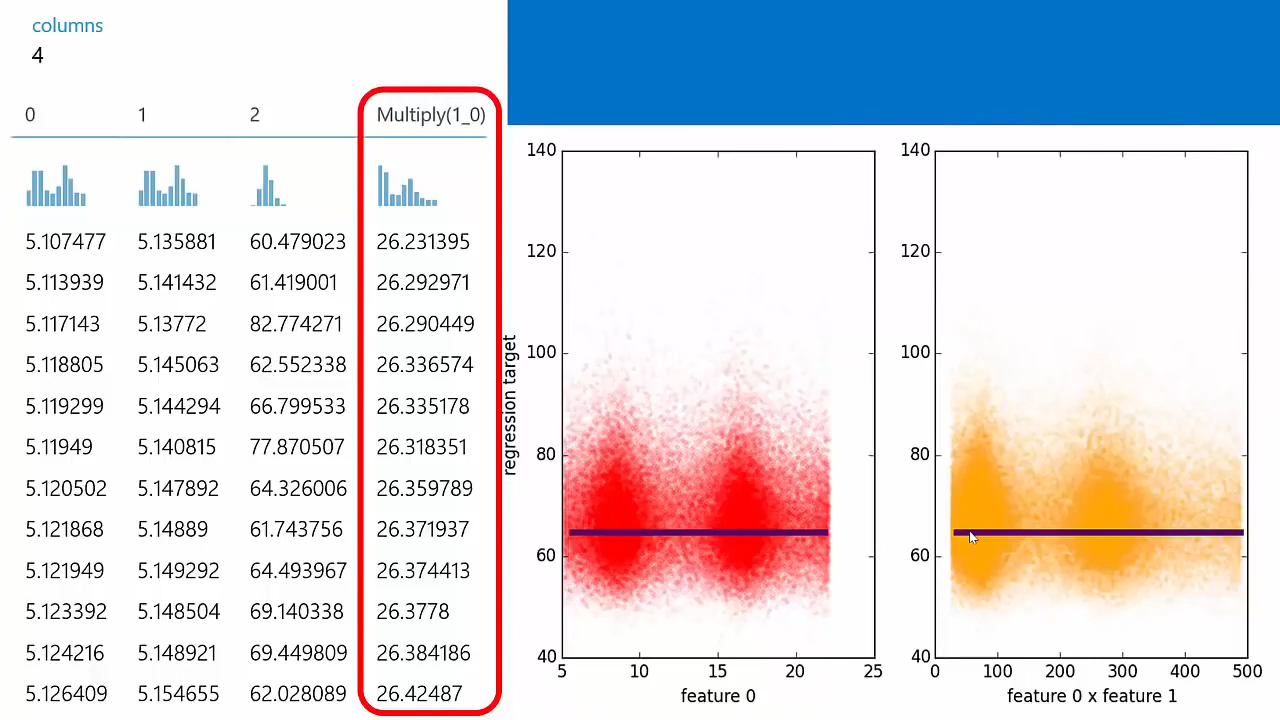 columns
4
0 1 2 Multiply(1_0)
5.107477 5.135881 60.479023 26.231395
5.113939 5.141432 61.419001 26.292971
5.117143 5.13772 82.774271 26.290449
5.118805 5.145063 62.552338 26.336574
5.119299 5.144294 66.799533 26.335178
5.11949 5.140815 77.870507 26.318351
5.120502 5.147892 64.326006 26.359789
5.121868 5.14889 61.743756 26.371937
5.121949 5.149292 64.493967 26.374413
5.123392 5.148504 69.140338 26.3778
5.124216 5.148921 69.449809 26.384186
5.126409 5.154655 62.028089 26.42487
regression target
140
120
100
80
60
40
5 10 15 20 25
feature 0
140
120
100
80
60
40
0 100 200 300 400 500
feature 0 x feature 1